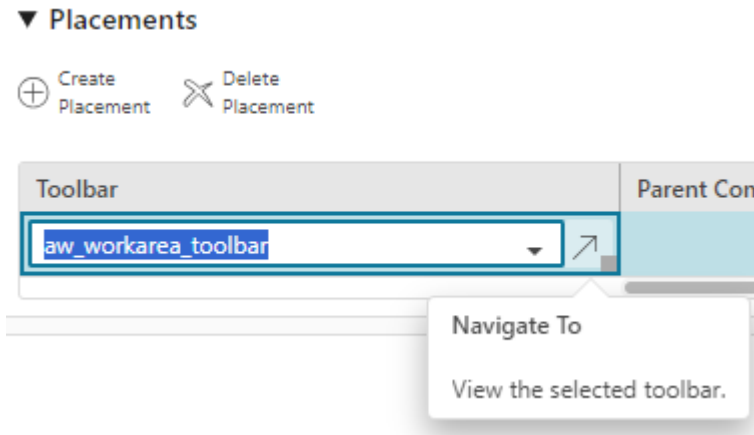 ▼ Placements
Create
Placement
Delete
Placement
Toolbar
Parent Con
aw_workarea_toolbar
Navigate To
View the selected toolbar.